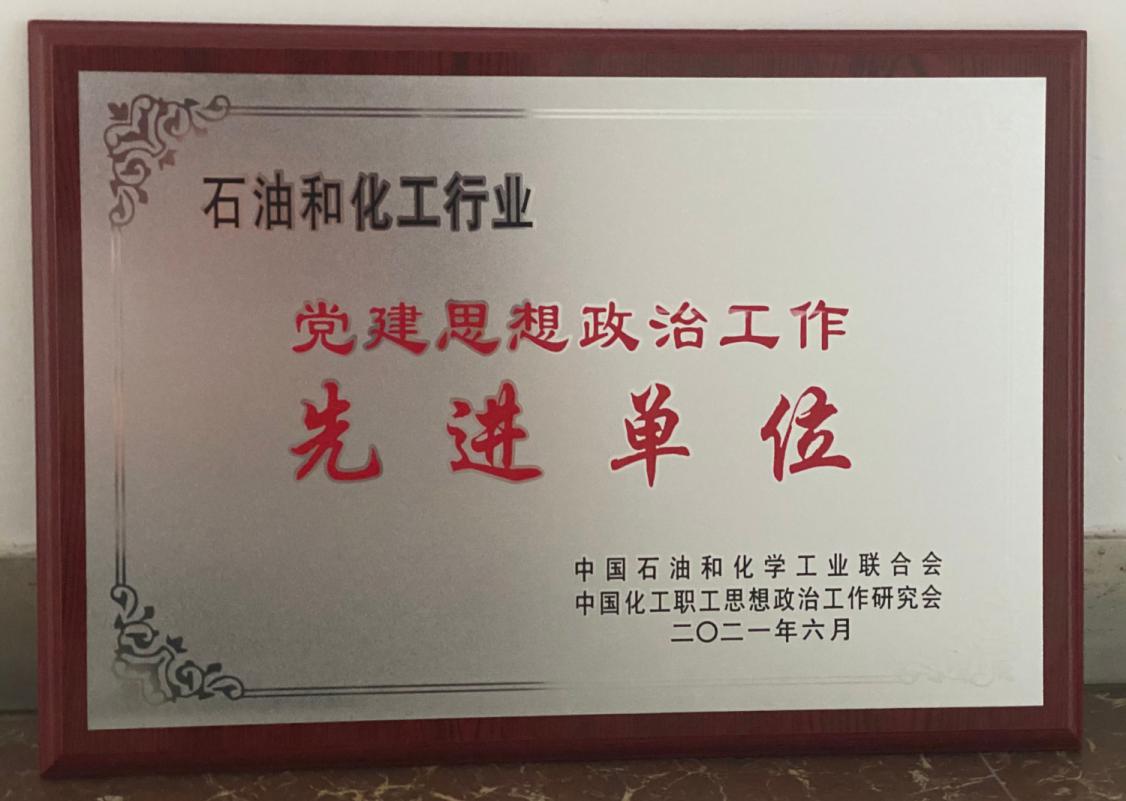 石油和化工行业
党建思想政治工作
先进单位
中国石油和化学工业联合会
中国化工职工思想政治工作研究会
二〇二一年六月